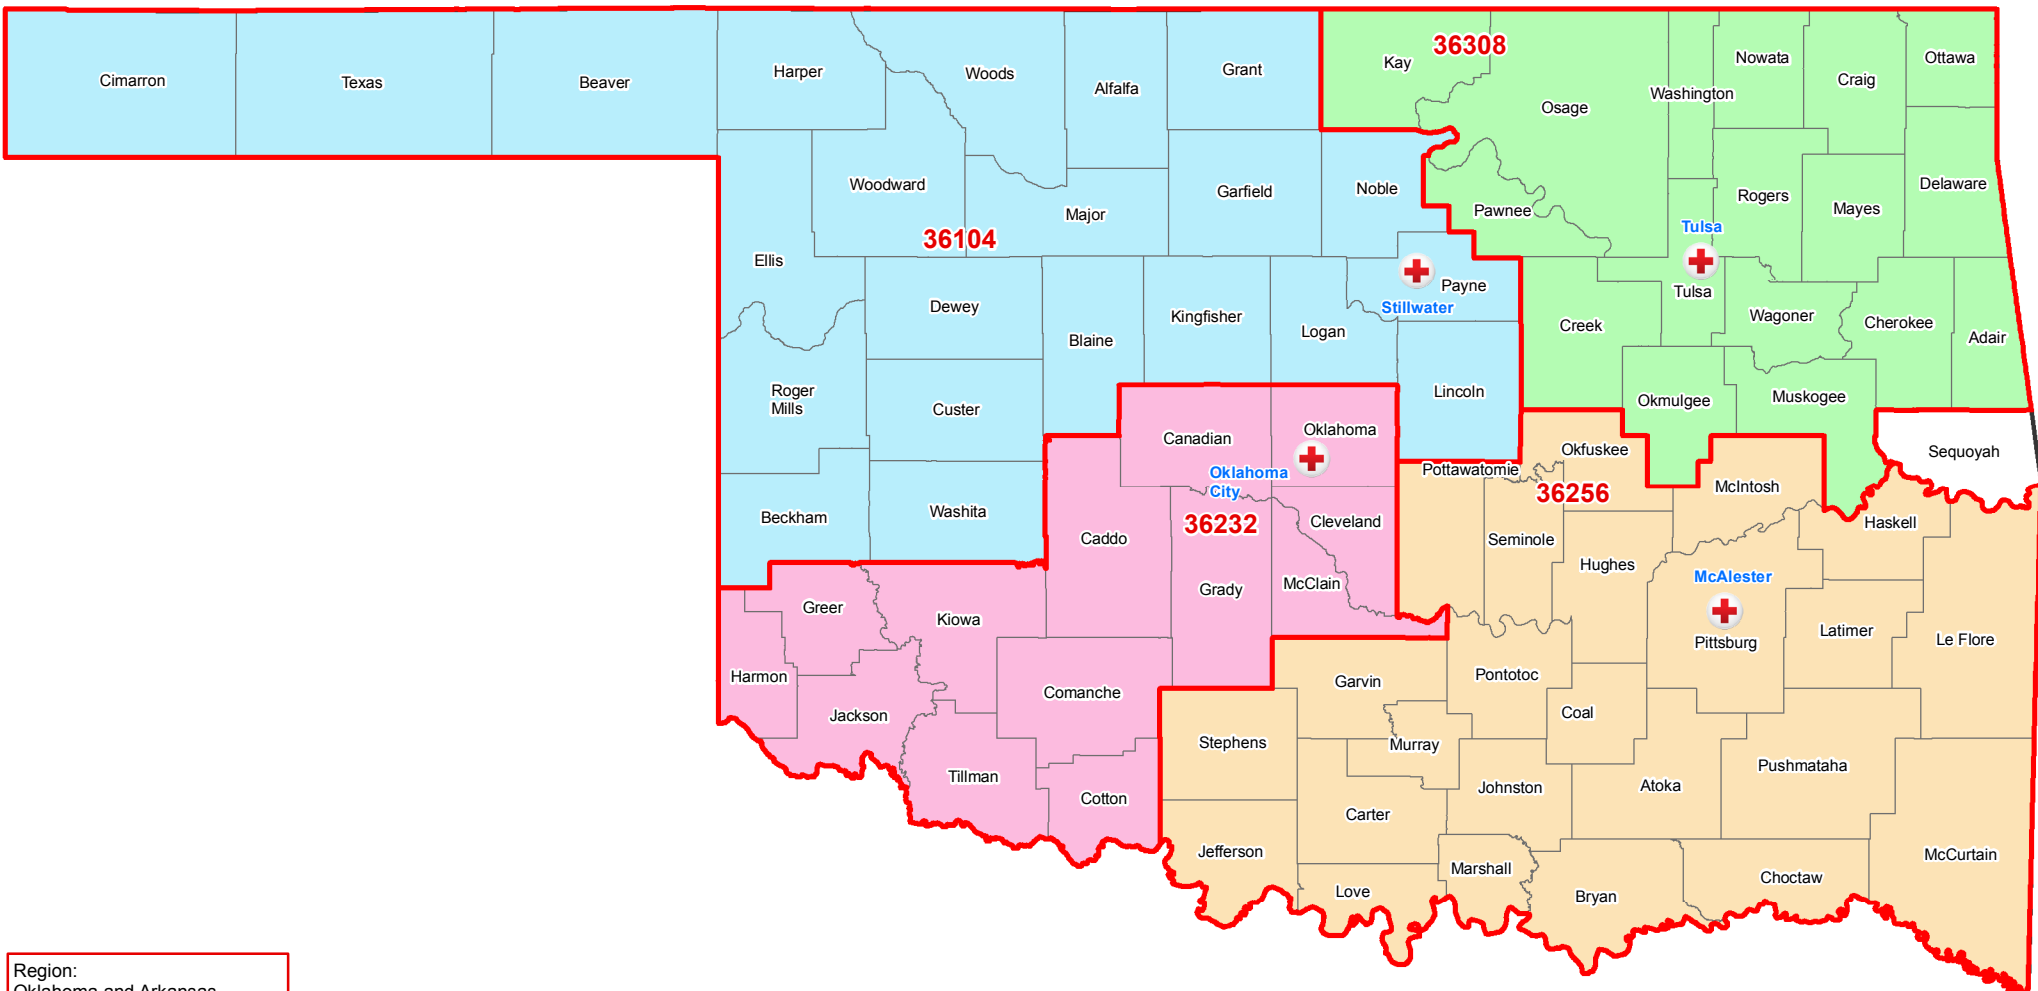 Cimarron
Texas
Beaver
Harper
Woods
Alfalfa
Grant
Kay
36308
Osage
Washington
Nowata
Craig
Ottawa
Woodward
Major
Garfield
Noble
Pawnee
Rogers
Mayes
Delaware
36104
Ellis
Dewey
Blaine
Kingfisher
Logan
Payne
Stillwater
Tulsa
Tulsa
Creek
Wagoner
Cherokee
Adair
Roger
Mills
Custer
Lincoln
Okmulgee
Muskogee
Beckham
Washita
Canadian
Oklahoma
Oklahoma
City
36232
Pottawatomie
Okfuskee
36256
McIntosh
Sequoyah
Caddo
Grady
Cleveland
McClain
Seminole
Hughes
McAlester
Pittsburg
Haskell
Latimer
Le Flore
Greer
Kiowa
Harmon
Jackson
Comanche
Tillman
Cotton
Garvin
Pontotoc
Coal
Stephens
Murray
Johnston
Atoka
Pushmataha
Carter
Jefferson
Love
Marshall
Bryan
Choctaw
McCurtain
Region:
Oklahoma and Arkansas